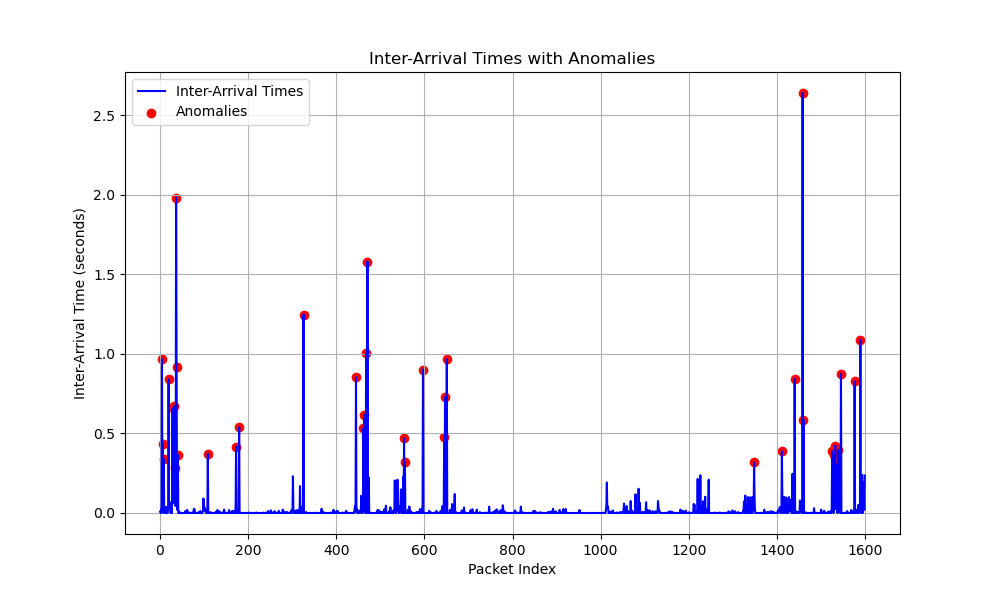 Inter-Arrival Times with Anomalies
Inter-Arrival Times
Anomalies
Inter-Arrival Time (seconds)
2.5
2.0
1.5
1.0
0.5
0.0
0 200 400 600 800 1000 1200 1400 1600
Packet Index